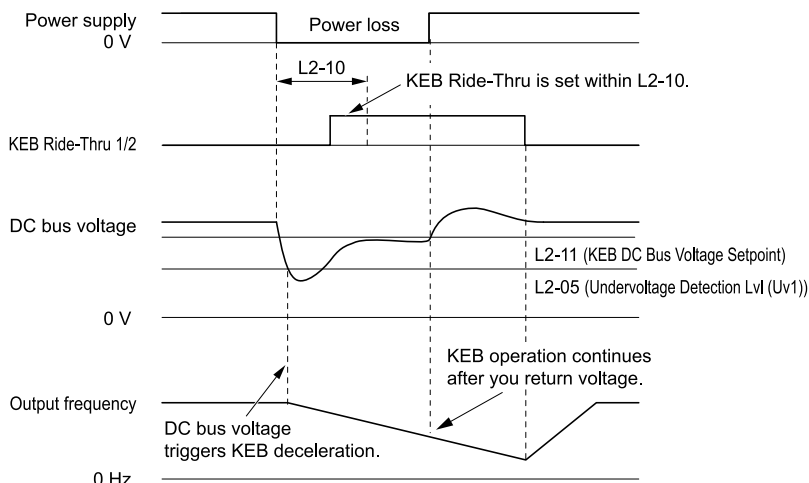 Power supply
0 V
Power loss
L2-10
KEB Ride-Thru is set within L2-10.
KEB Ride-Thru 1/2
DC bus voltage
L2-11 (KEB DC Bus Voltage Setpoint)
L2-05 (Undervoltage Detection Lvl (Uv1))
0 V
KEB operation continues
after you return voltage.
Output frequency
DC bus voltage
triggers KEB deceleration.
0 Hz